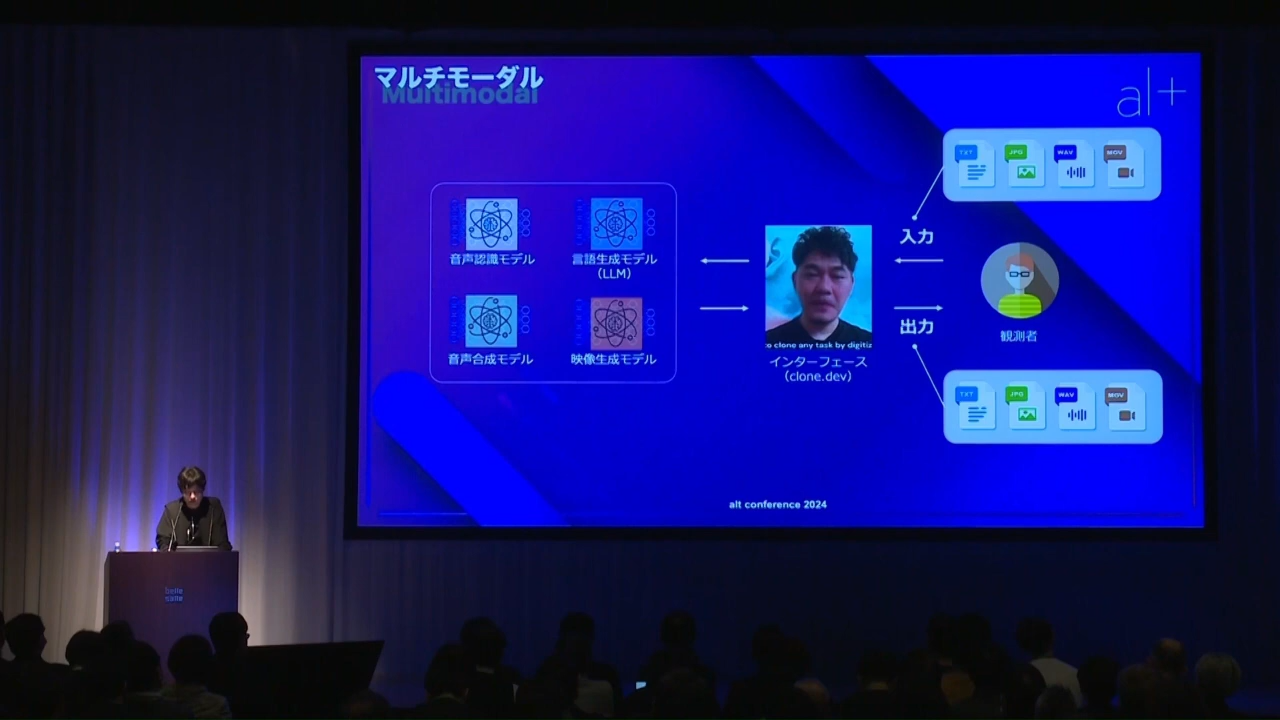 マルチモーダル
Multimodal
al+
TXT
JPG
WAV
MOV
入力
音声認識モデル
言語生成モデル
（LLM）
音声合成モデル
映像生成モデル
to clone any task by digitiz
インターフェース
（clone.dev）
観測者
出力
TXT
JPG
WAV
MOV
alt conference 2024
belle
salle